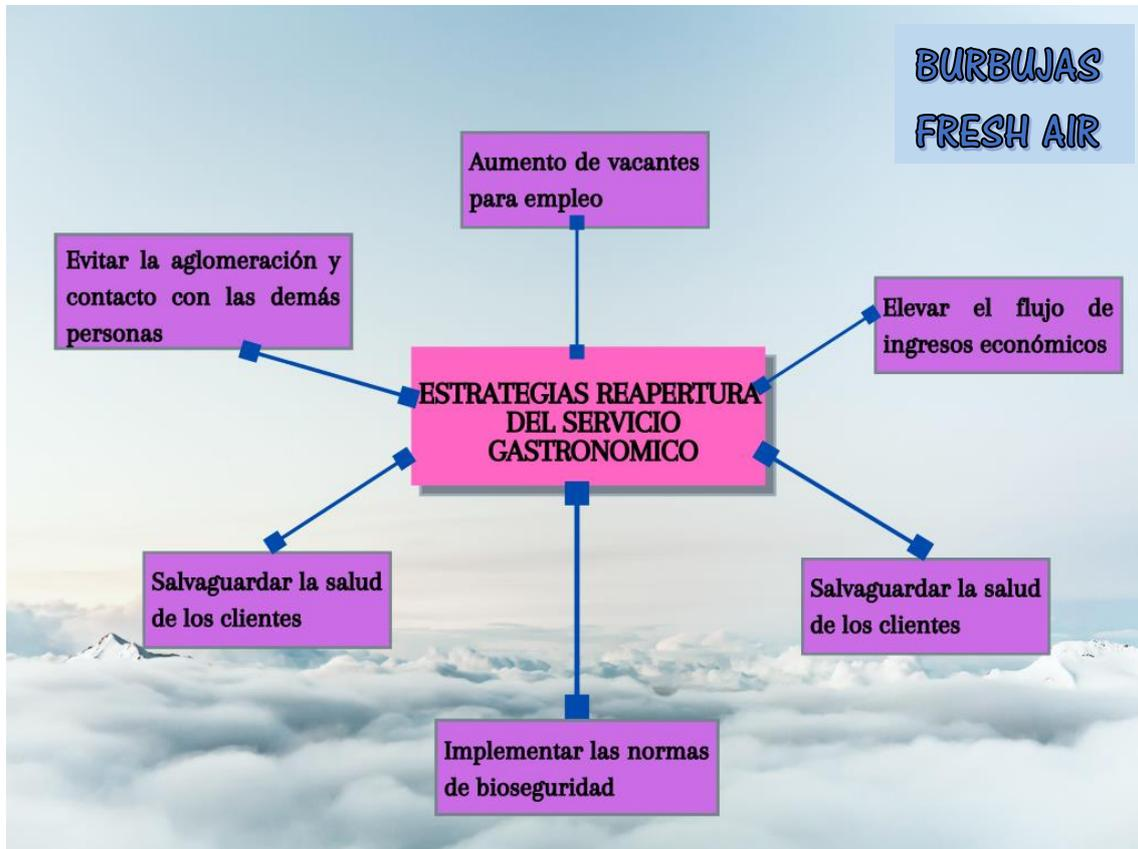 BURBUJAS
FRESH AIR
Aumento de vacantes
para empleo
Evitar la aglomeración y
contacto con las demás
personas
Elevar el flujo de
ingresos económicos
ESTRATEGIAS REAPERTURA
DEL SERVICIO
GASTRONOMICO
Salvaguardar la salud
de los clientes
Salvaguardar la salud
de los clientes
Implementar las normas
de bioseguridad